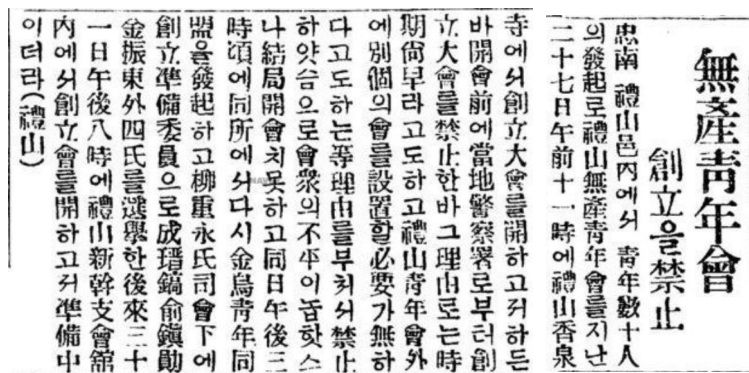 無產青年會
創立을禁止
忠南 禮山邑內에서 靑年數十人
의發起로禮山無產靑年會를지난
二十七日午前十一時에禮山香泉
寺에서創立大會를開하고저하든
바開會前에當地警察署로부터創
立大會를禁止한바그理由로는時
期尙早라고도하고禮山靑年會外
에別個의會를設置할必要가無하
다고도하는等理由를부처서禁止
하얏슴으로會衆의不平이놉핫스
나結局開會치못하고同日午後三
時頃에同所에서다시金烏靑年同
盟을發起하고柳重永氏司會下에
創立準備委員으로成瑨鎬俞鎭勛
金振東外四氏를選擧한後來三十
一日午後八時에禮山新幹支會舘
內에서創立會를開하고저準備中
이더라(禮山)